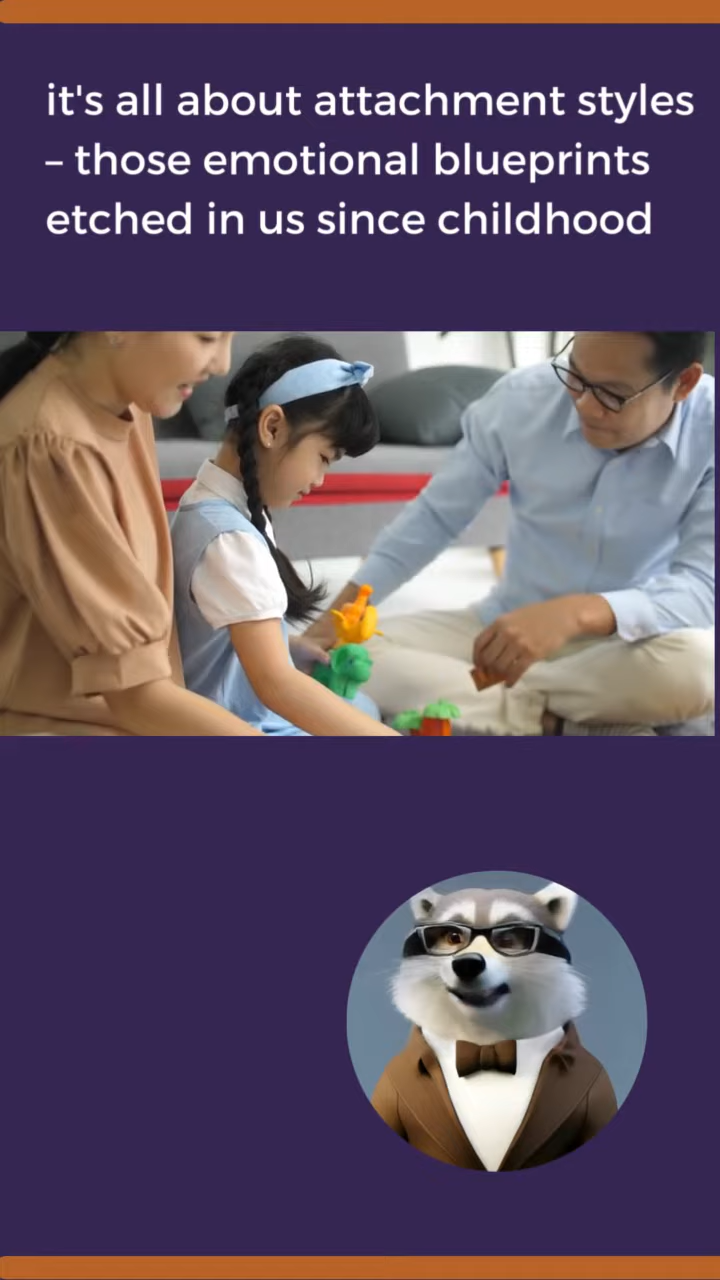 it's all about attachment styles
– those emotional blueprints
etched in us since childhood